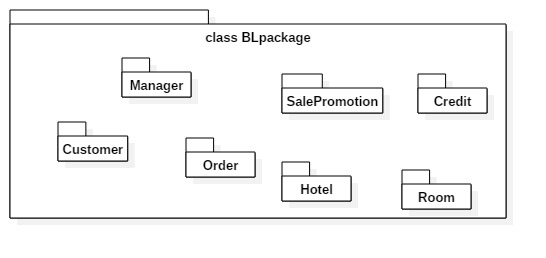 class BLpackage
Manager
SalePromotion
Credit
Customer
Order
Hotel
Room